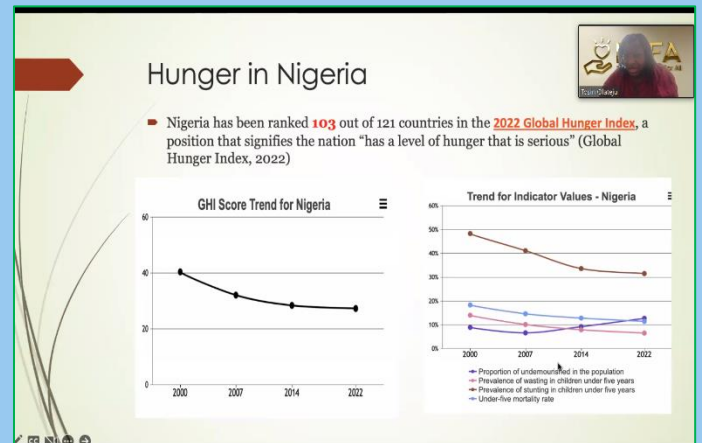 Hunger in Nigeria
Nigeria has been ranked 103 out of 121 countries in the 2022 Global Hunger Index, a
position that signifies the nation “has a level of hunger that is serious” (Global
Hunger Index, 2022)
GHI Score Trend for Nigeria
60
40
20
0
2000 2007 2014 2022
Trend for Indicator Values - Nigeria
60%
50%
40%
30%
20%
10%
0%
2000 2007 2014 2022
Proportion of undernourished in the population
Prevalence of wasting in children under five years
Prevalence of stunting in children under five years
Under-five mortality rate